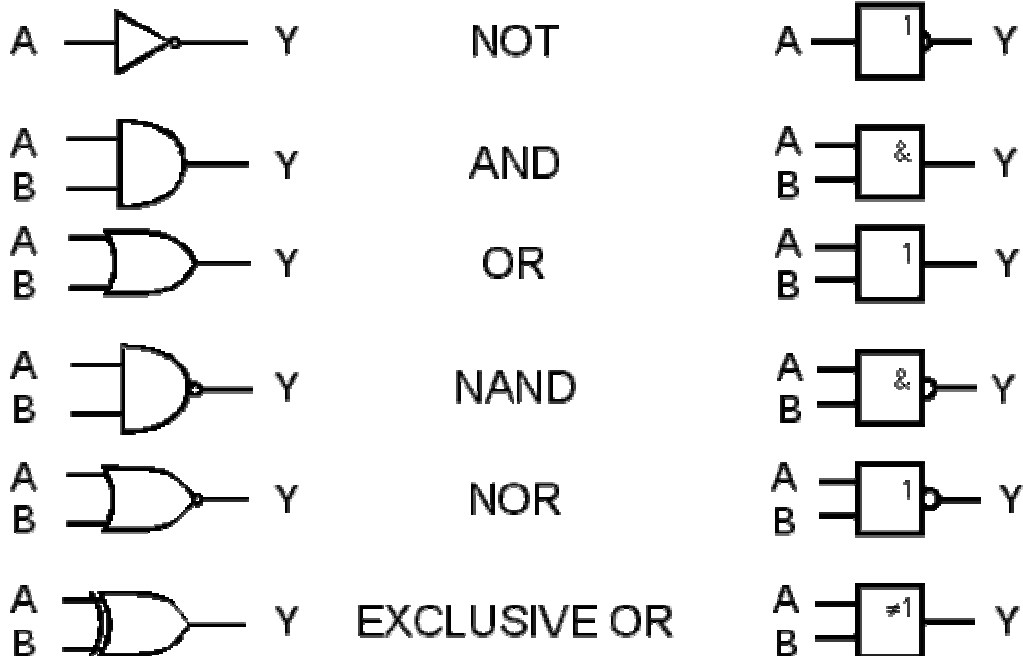 A Y NOT A 1 Y
A B Y AND A B & Y
A B Y OR A B 1 Y
A B Y NAND A B & Y
A B Y NOR A B 1 Y
A B Y EXCLUSIVE OR A B ≠1 Y